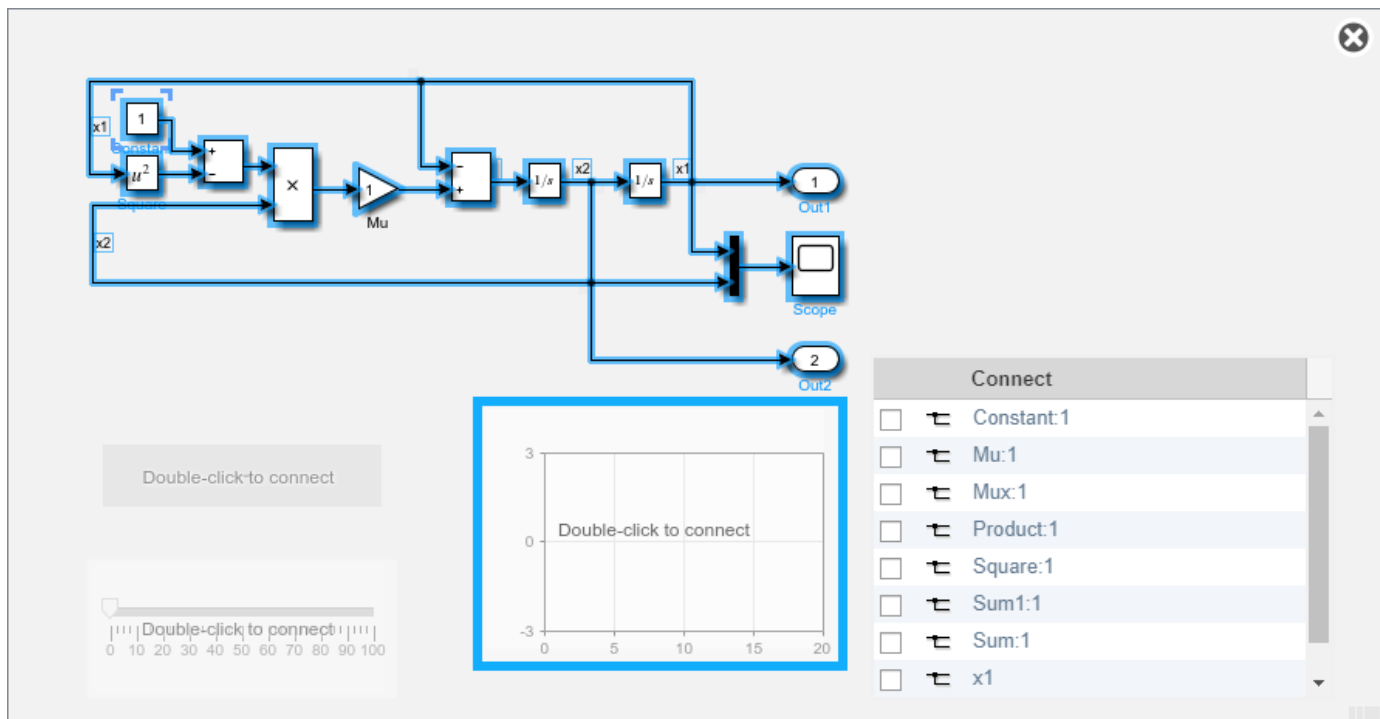 x1
1
Constant
+
−
u²
Square
×
1
Mu
−
+
1/s
x2
1/s
x1
1
Out1
x2
Scope
2
Out2
Double-click to connect
Double-click to connect
0 10 20 30 40 50 60 70 80 90 100
3
0
-3
Double-click to connect
0 5 10 15 20
Connect
Constant:1
Mu:1
Mux:1
Product:1
Square:1
Sum1:1
Sum:1
x1